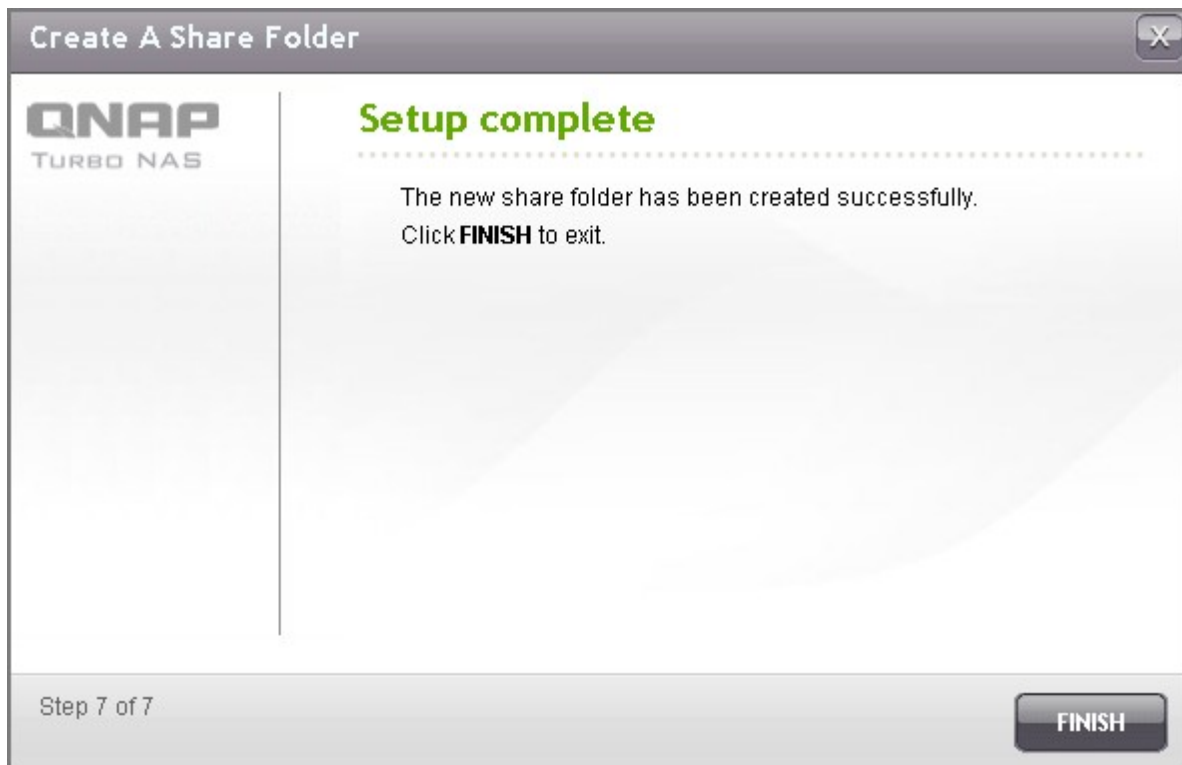 Create A Share Folder
X
QNAP
TURBO NAS
Setup complete
The new share folder has been created successfully.
Click FINISH to exit.
Step 7 of 7
FINISH